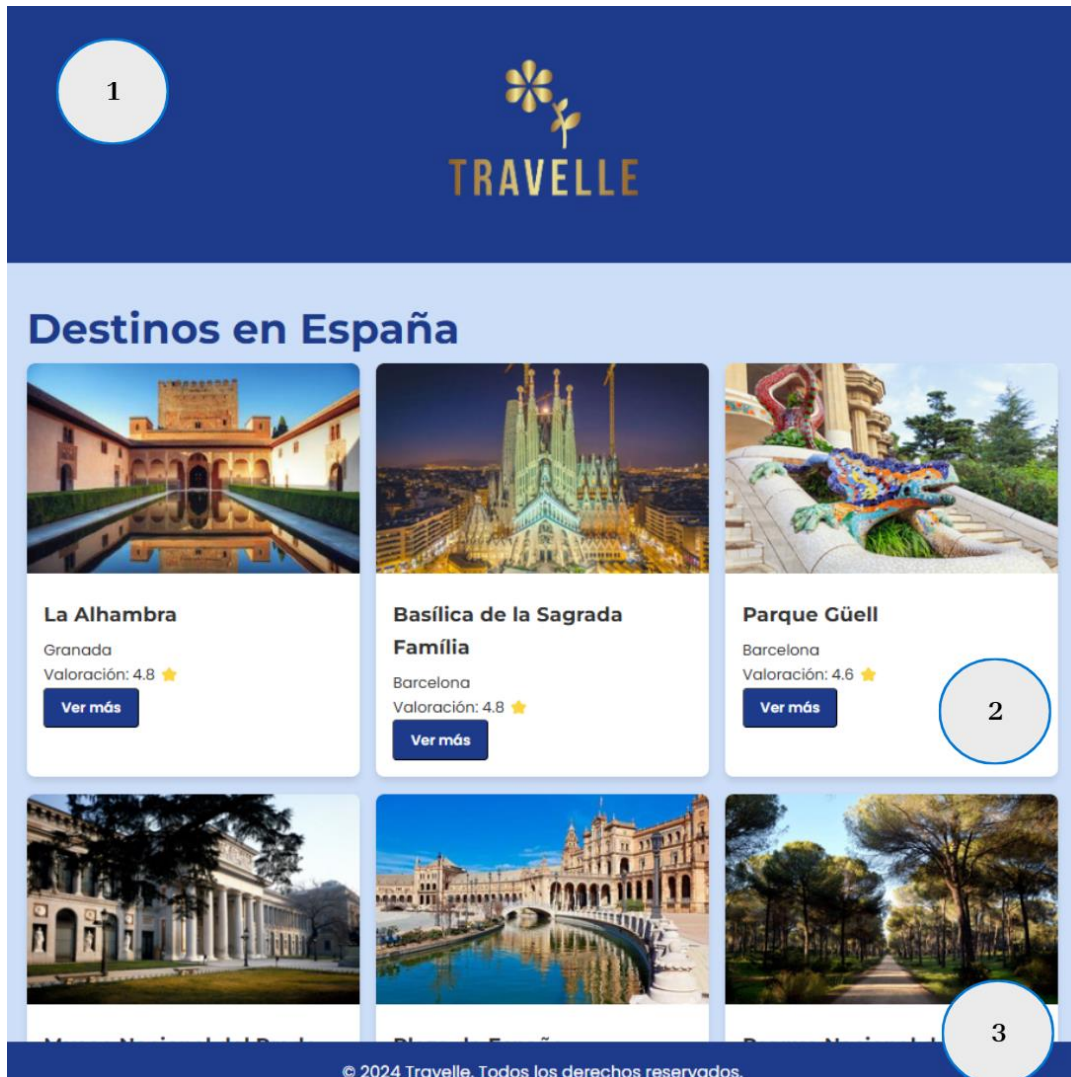 1
TRAVELLE
Destinos en España
La Alhambra
Granada
Valoración: 4.8
Ver más
Basílica de la Sagrada
Família
Barcelona
Valoración: 4.8
Ver más
Parque Güell
Barcelona
Valoración: 4.6
Ver más
2
3
© 2024 Travelle. Todos los derechos reservados.